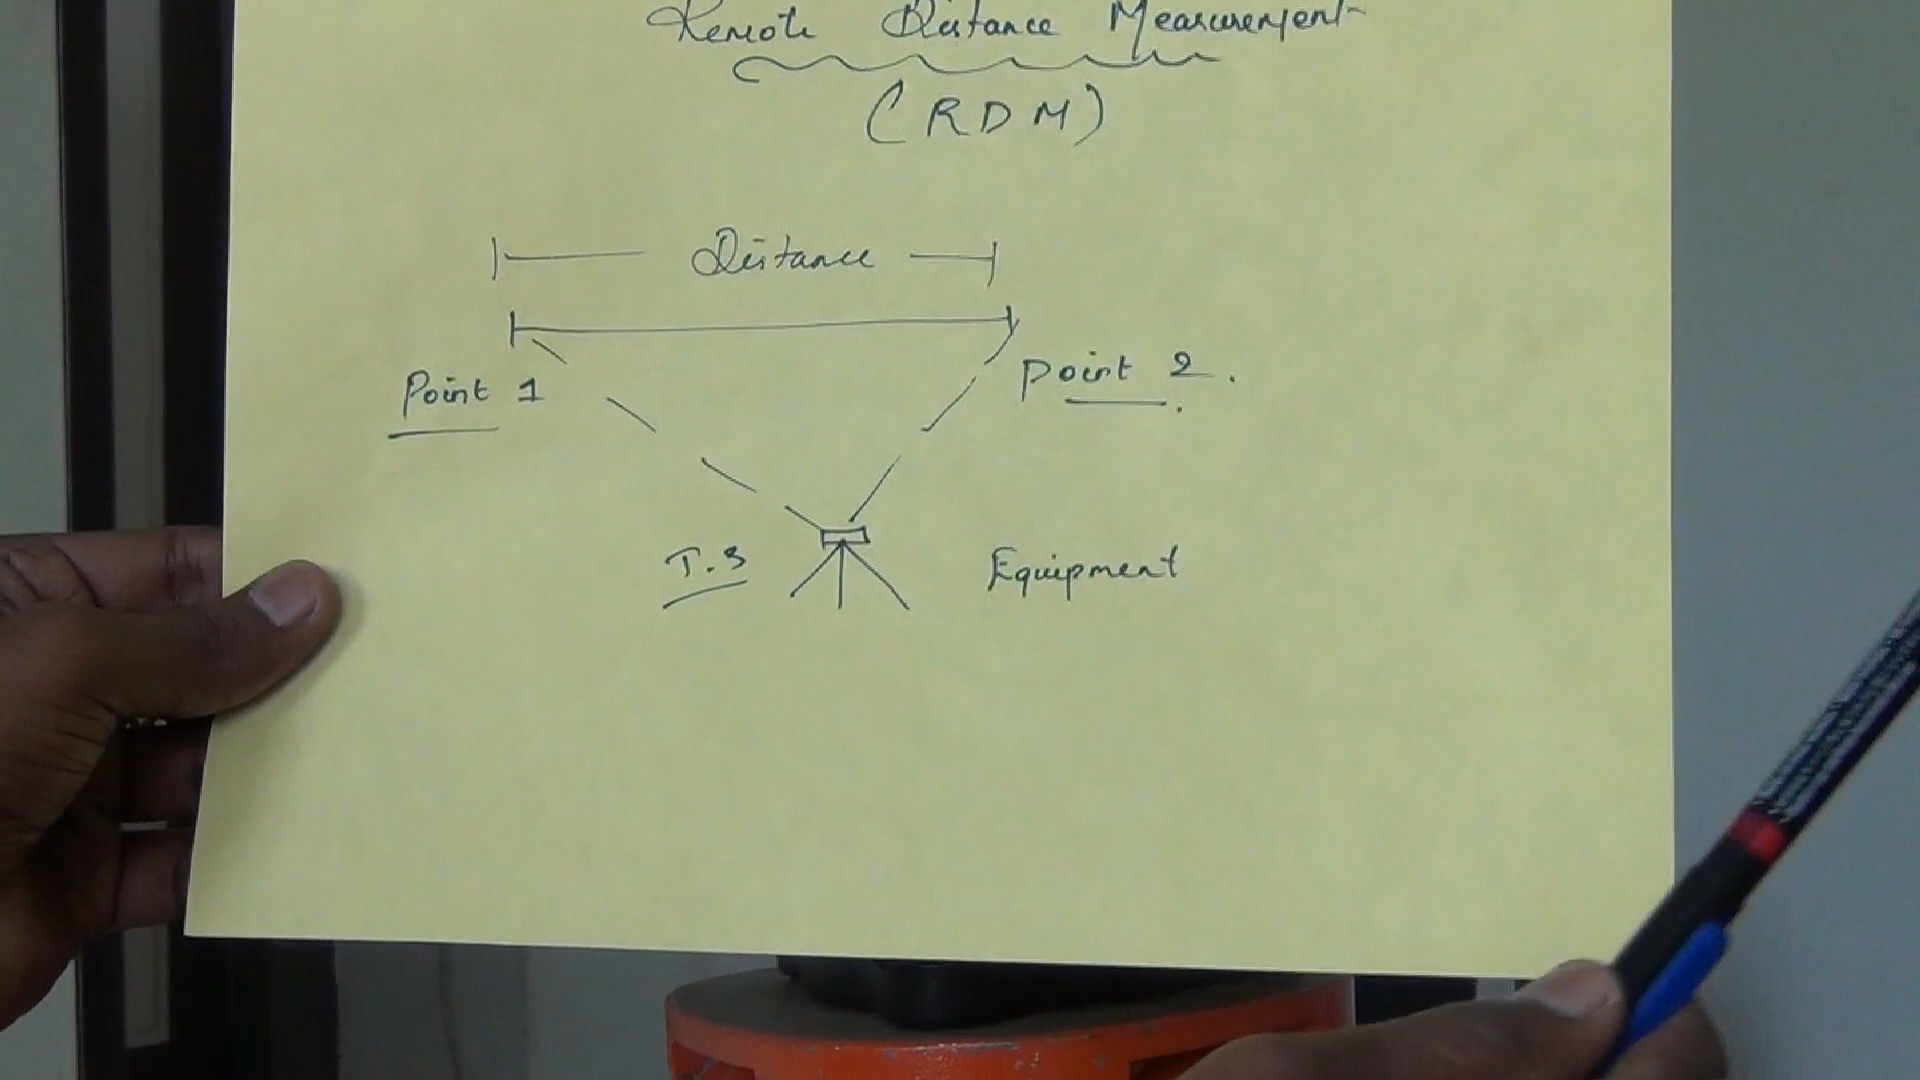 Remote Distance Measurement
(RDM)
Distance
Point 1
Point 2.
T.S
Equipment